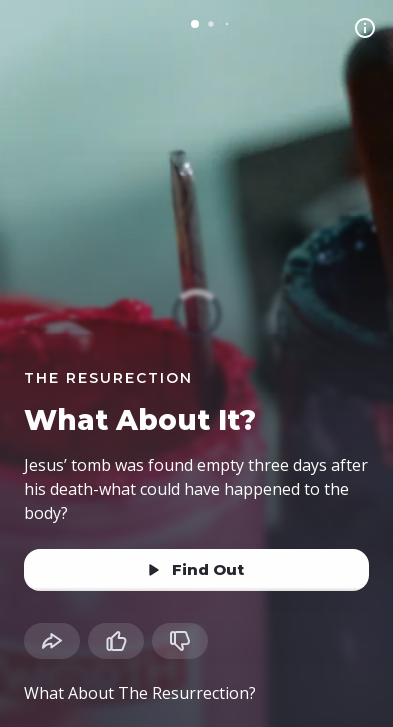 THE RESURECTION
What About It?
Jesus’ tomb was found empty three days after
his death-what could have happened to the
body?
Find Out
What About The Resurrection?